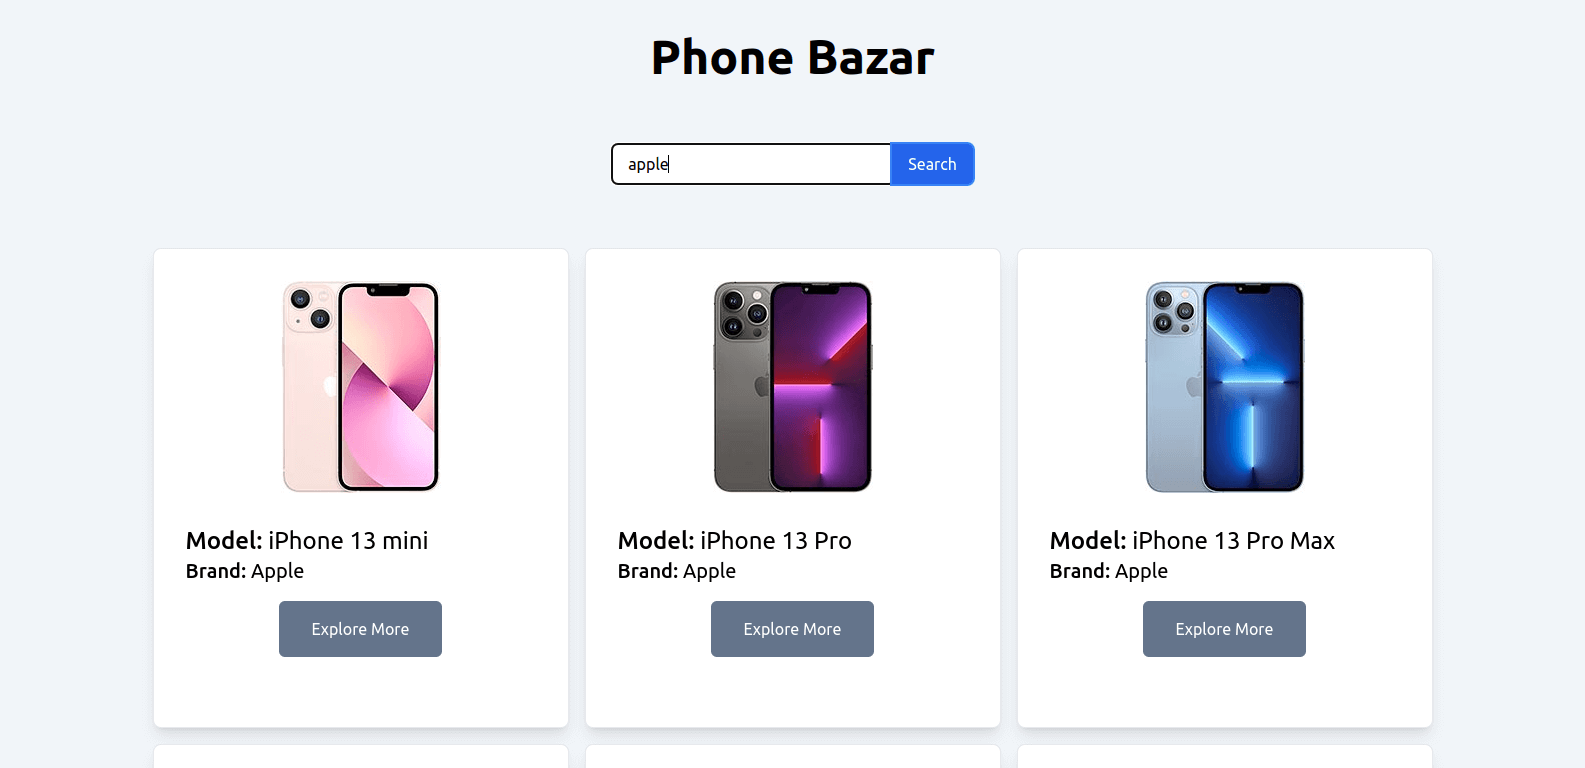 Phone Bazar
apple
Search
Model: iPhone 13 mini
Brand: Apple
Explore More
Model: iPhone 13 Pro
Brand: Apple
Explore More
Model: iPhone 13 Pro Max
Brand: Apple
Explore More